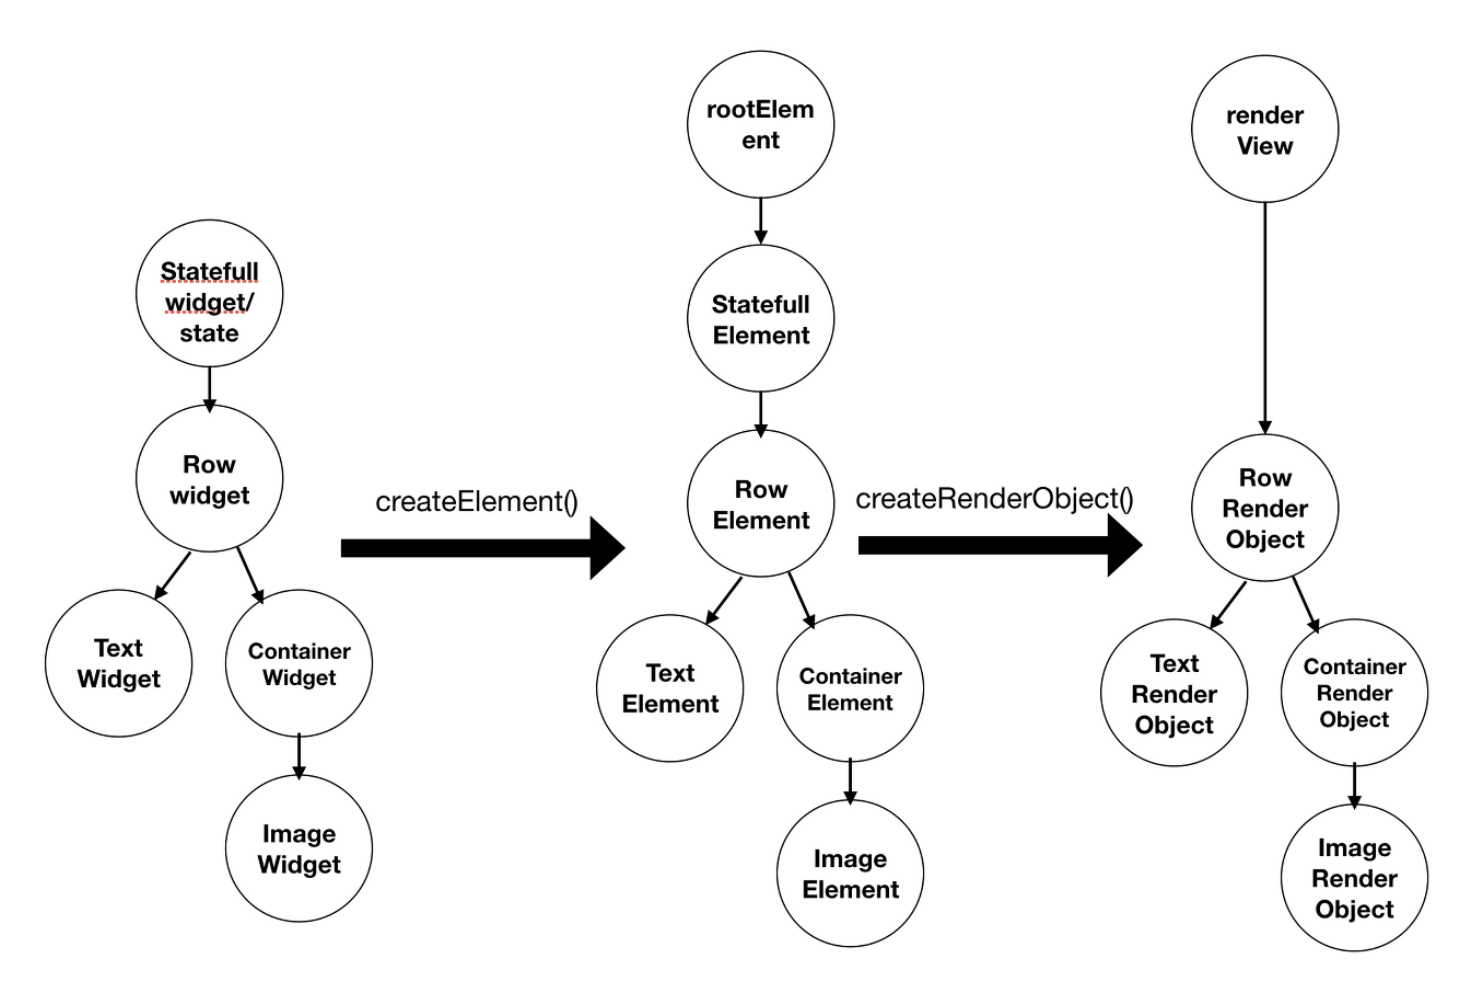 Statefull
widget/
state
Row
widget
Text
Widget
Container
Widget
Image
Widget
createElement()
rootElem
ent
Statefull
Element
Row
Element
Text
Element
Container
Element
Image
Element
createRenderObject()
render
View
Row
Render
Object
Text
Render
Object
Container
Render
Object
Image
Render
Object